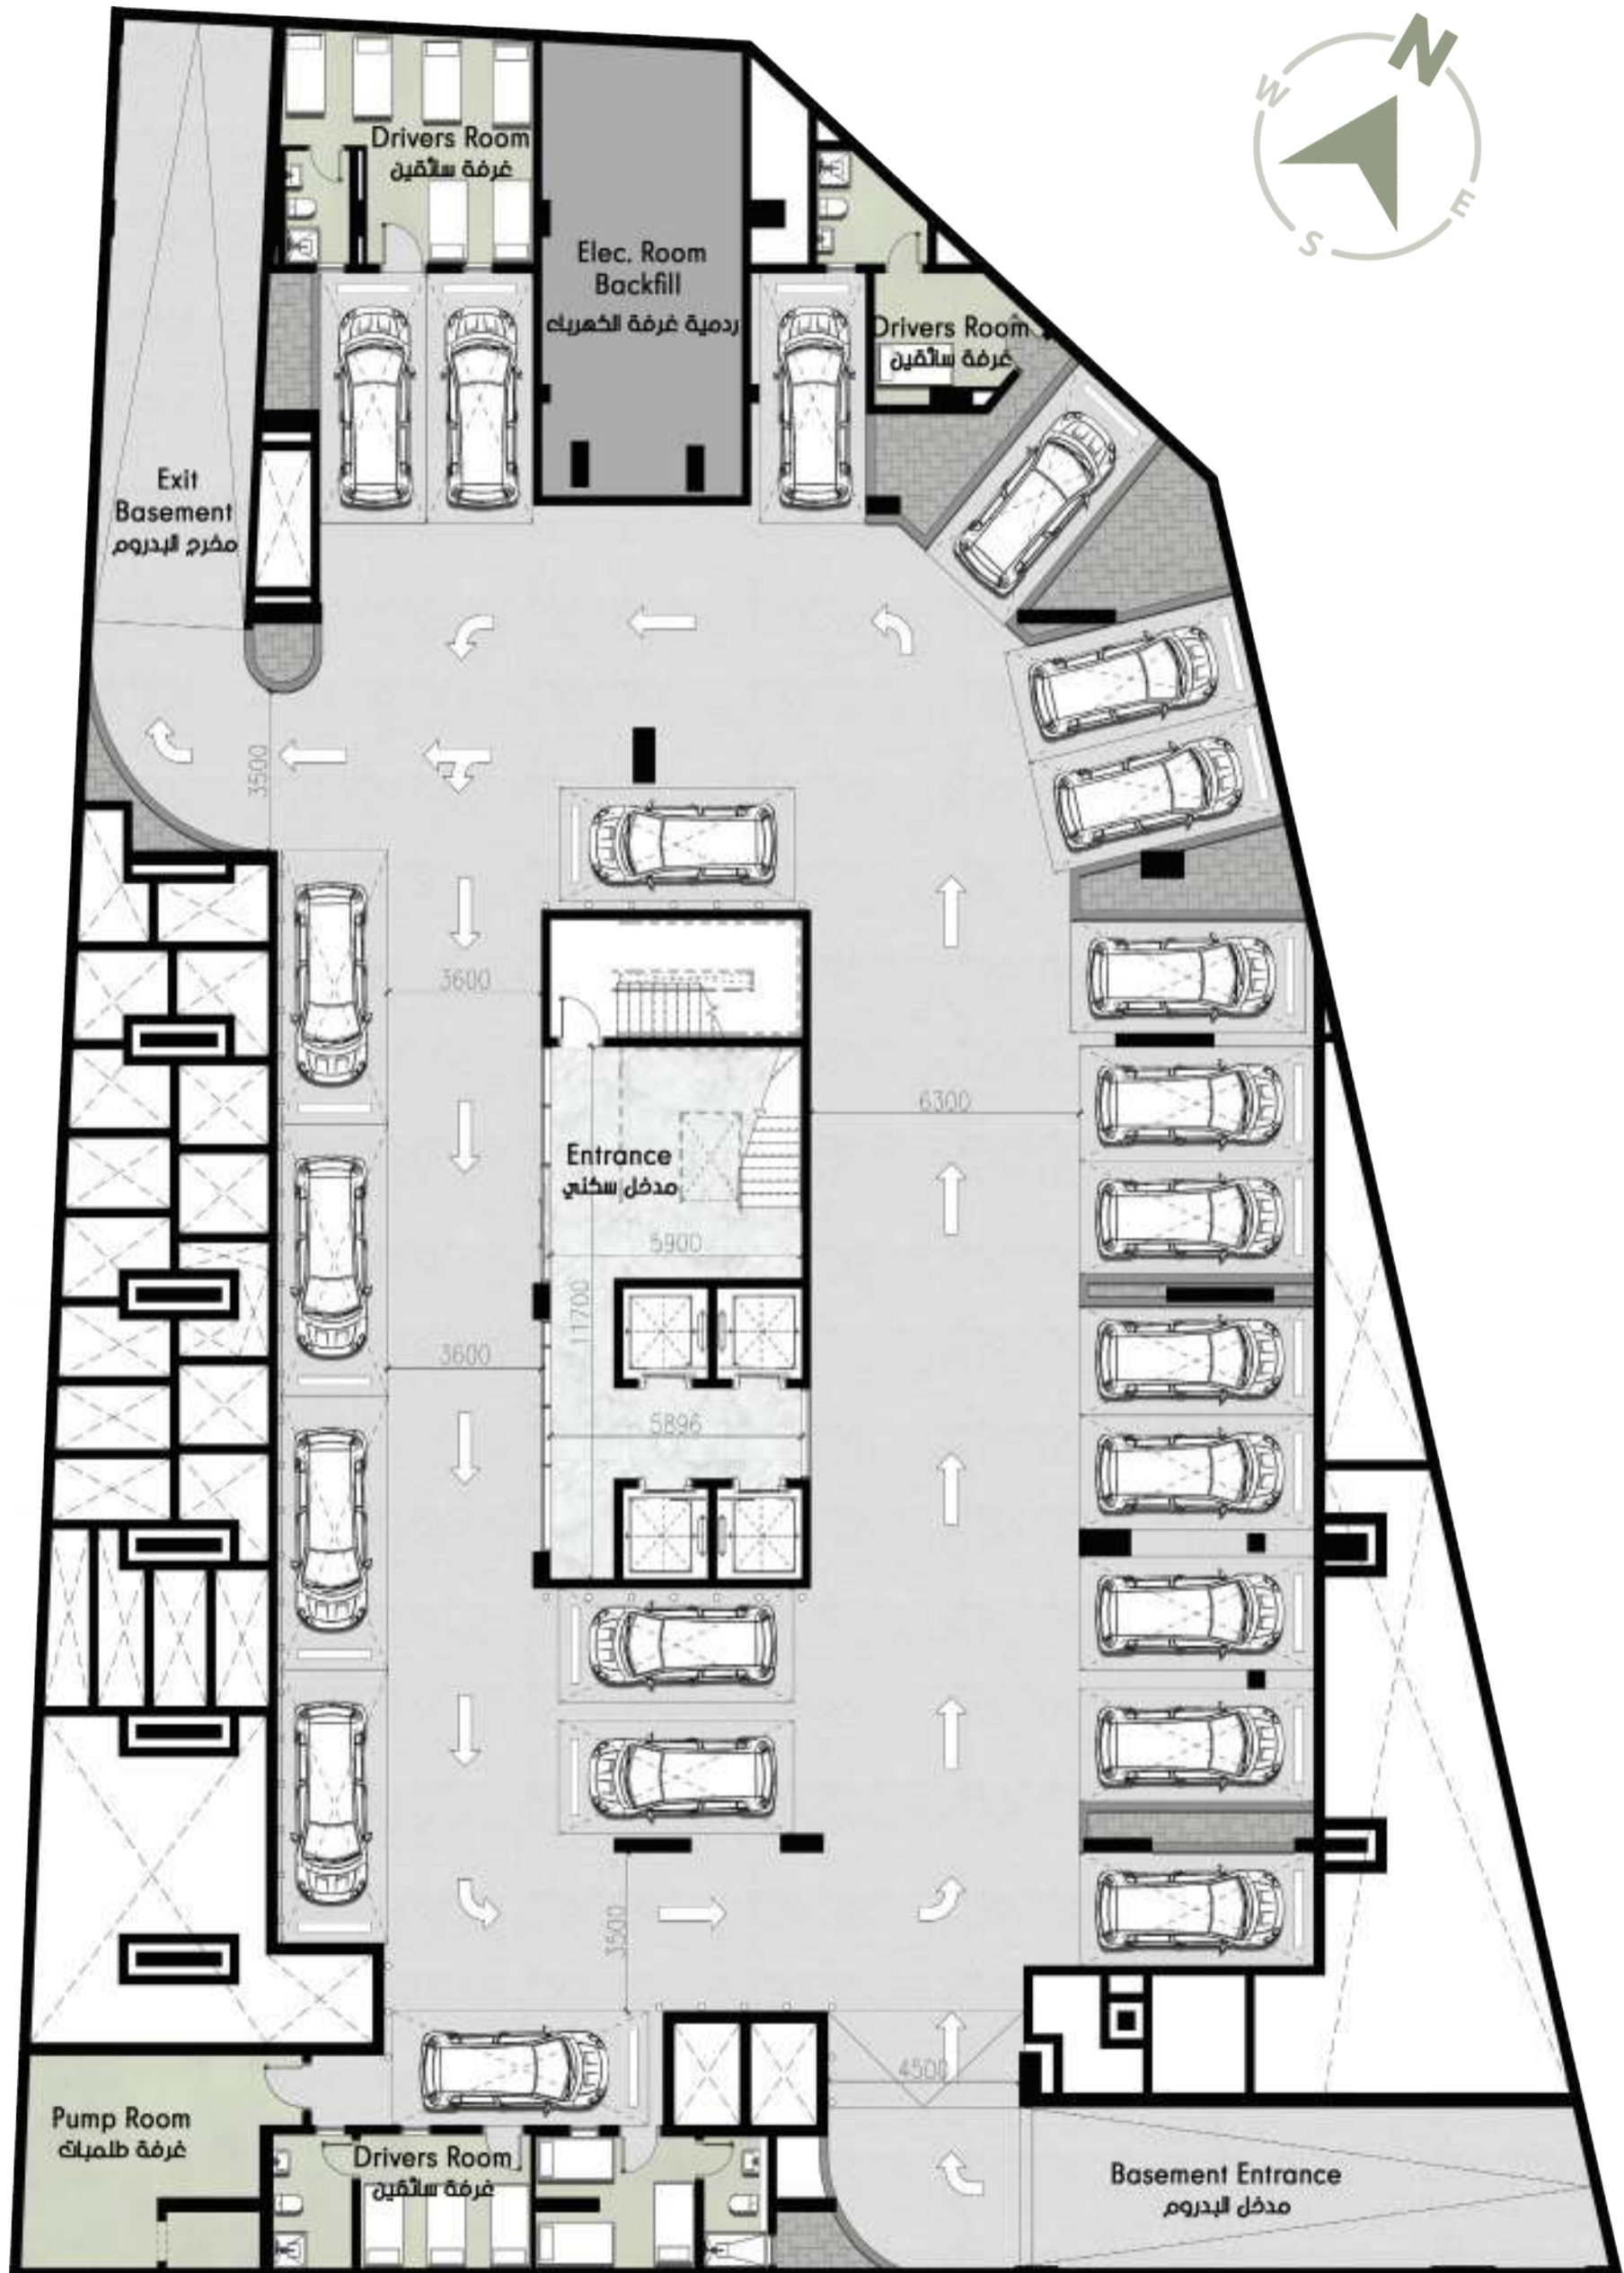 N
W
E
S
Drivers Room
غرفة سائقين
Elec. Room
Backfill
ردمية غرفة الكهرباء
Drivers Room
غرفة سائقين
Exit
Basement
مخرج البدروم
3500
3600
6300
Entrance
مدخل سكني
5900
11700
3600
5896
3500
4500
Pump Room
غرفة طلمبات
Drivers Room
غرفة سائقين
Basement Entrance
مدخل البدروم